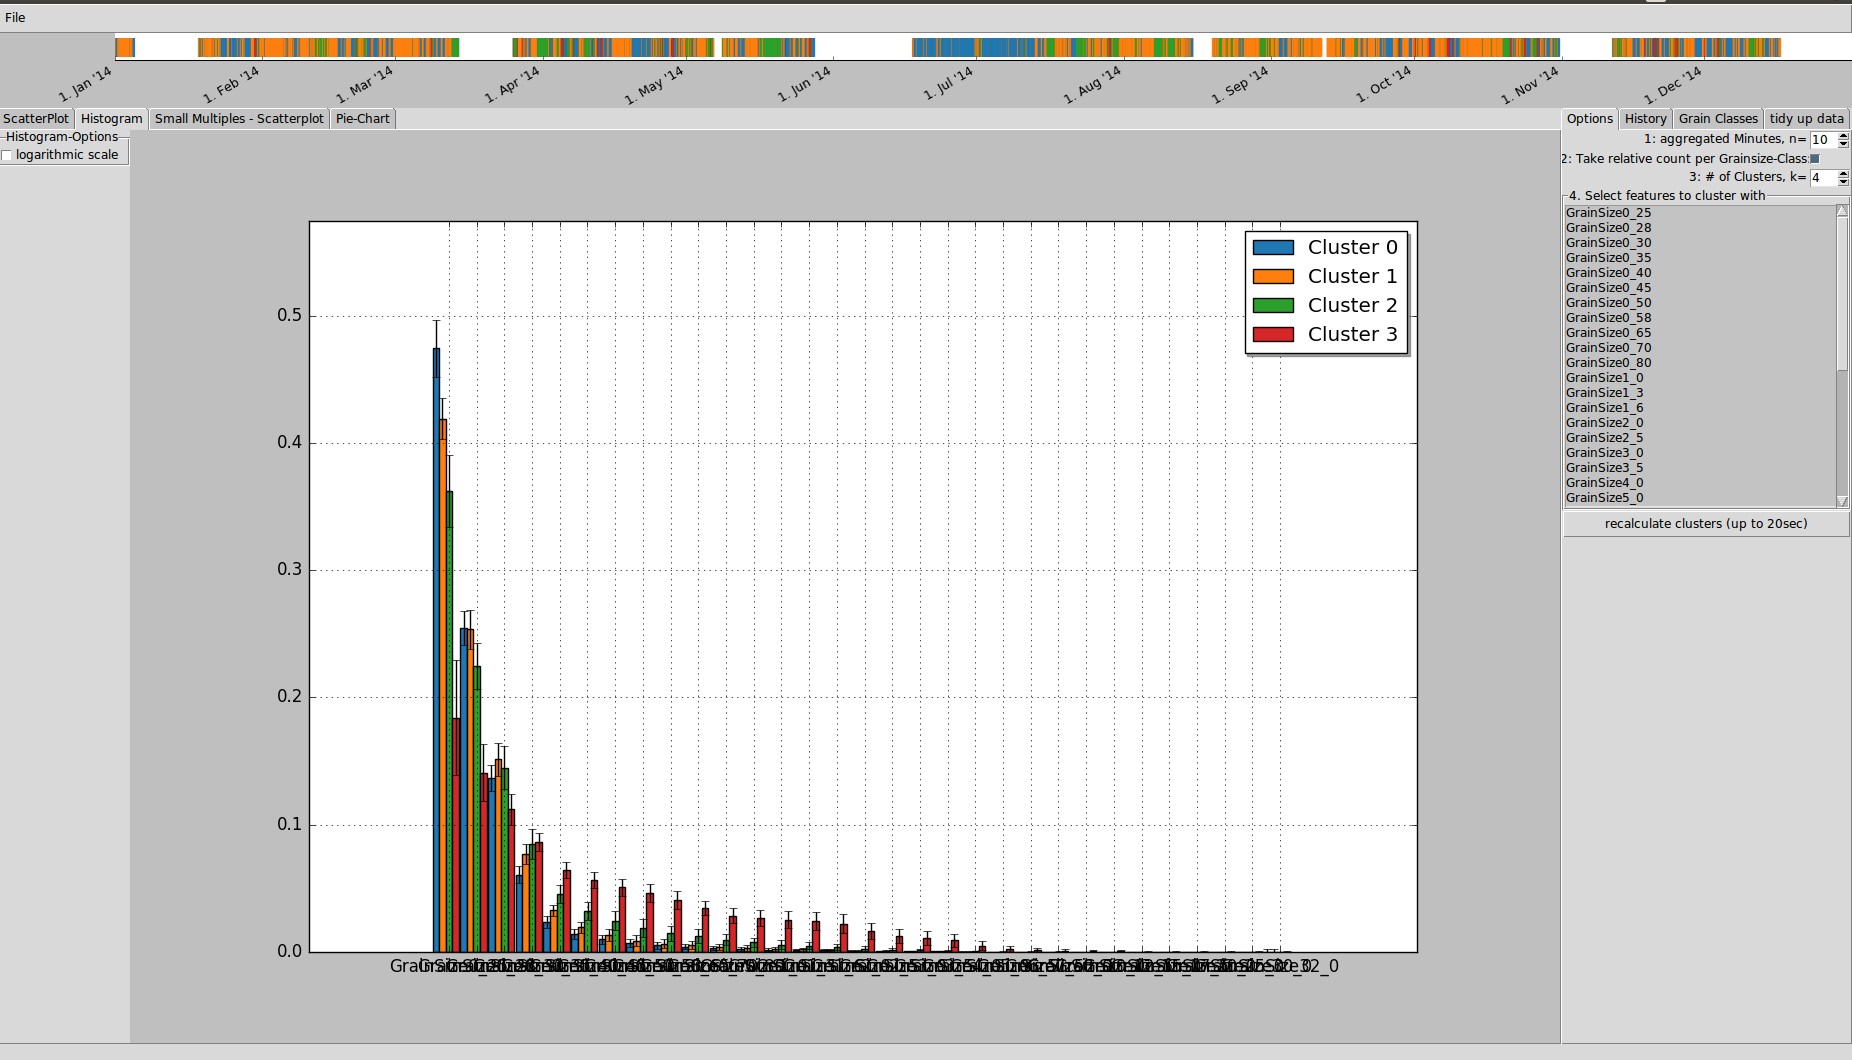 File
1. Jan '14
1. Feb '14
1. Mar '14
1. Apr '14
1. May '14
1. Jun '14
1. Jul '14
1. Aug '14
1. Sep '14
1. Oct '14
1. Nov '14
1. Dec '14
ScatterPlot
Histogram
Small Multiples - Scatterplot
Pie-Chart
Histogram-Options
logarithmic scale
Cluster 0
Cluster 1
Cluster 2
Cluster 3
0.5
0.4
0.3
0.2
0.1
0.0
Options
History
Grain Classes
tidy up data
1: aggregated Minutes, n= 10
2: Take relative count per Grainsize-Class:
3: # of Clusters, k= 4
4. Select features to cluster with
GrainSize0_25
GrainSize0_28
GrainSize0_30
GrainSize0_35
GrainSize0_40
GrainSize0_45
GrainSize0_50
GrainSize0_58
GrainSize0_65
GrainSize0_70
GrainSize0_80
GrainSize1_0
GrainSize1_3
GrainSize1_6
GrainSize2_0
GrainSize2_5
GrainSize3_0
GrainSize3_5
GrainSize4_0
GrainSize5_0
recalculate clusters (up to 20sec)